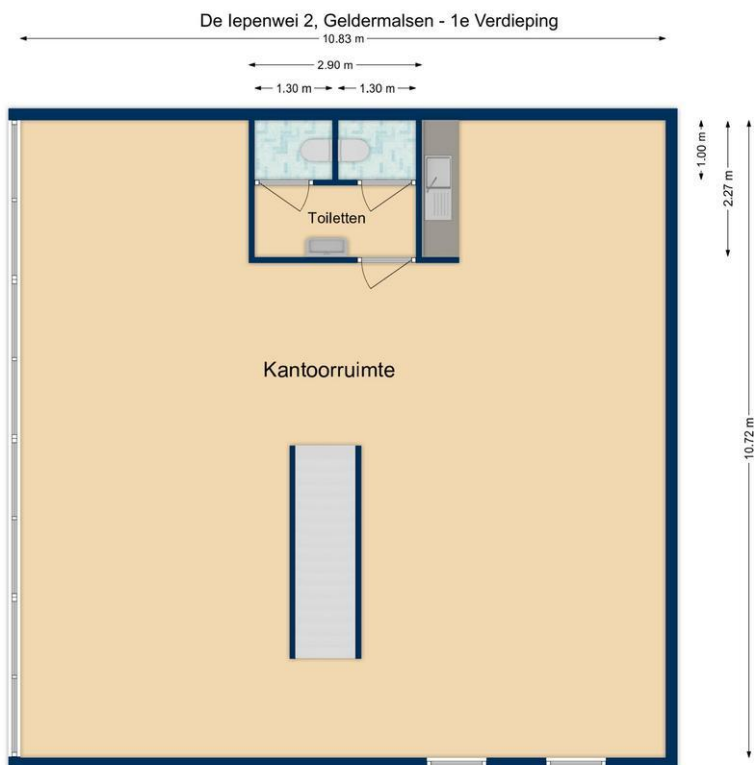 De Iepenwei 2, Geldermalsen - 1e Verdieping
10.83 m
2.90 m
1.30 m 1.30 m
1.00 m
2.27 m
Toiletten
Kantoorruimte
10.72 m